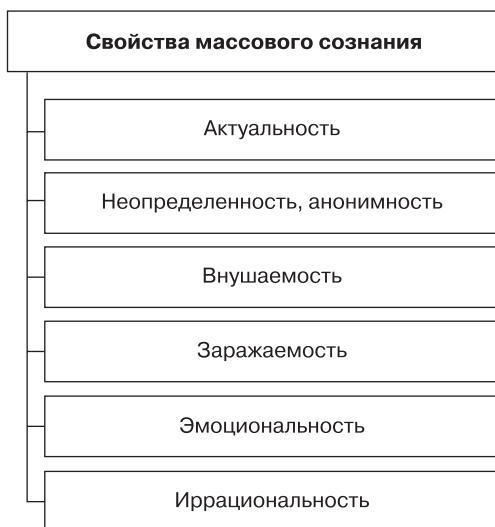 Свойства массового сознания
Актуальность
Неопределенность, анонимность
Внушаемость
Заражаемость
Эмоциональность
Иррациональность